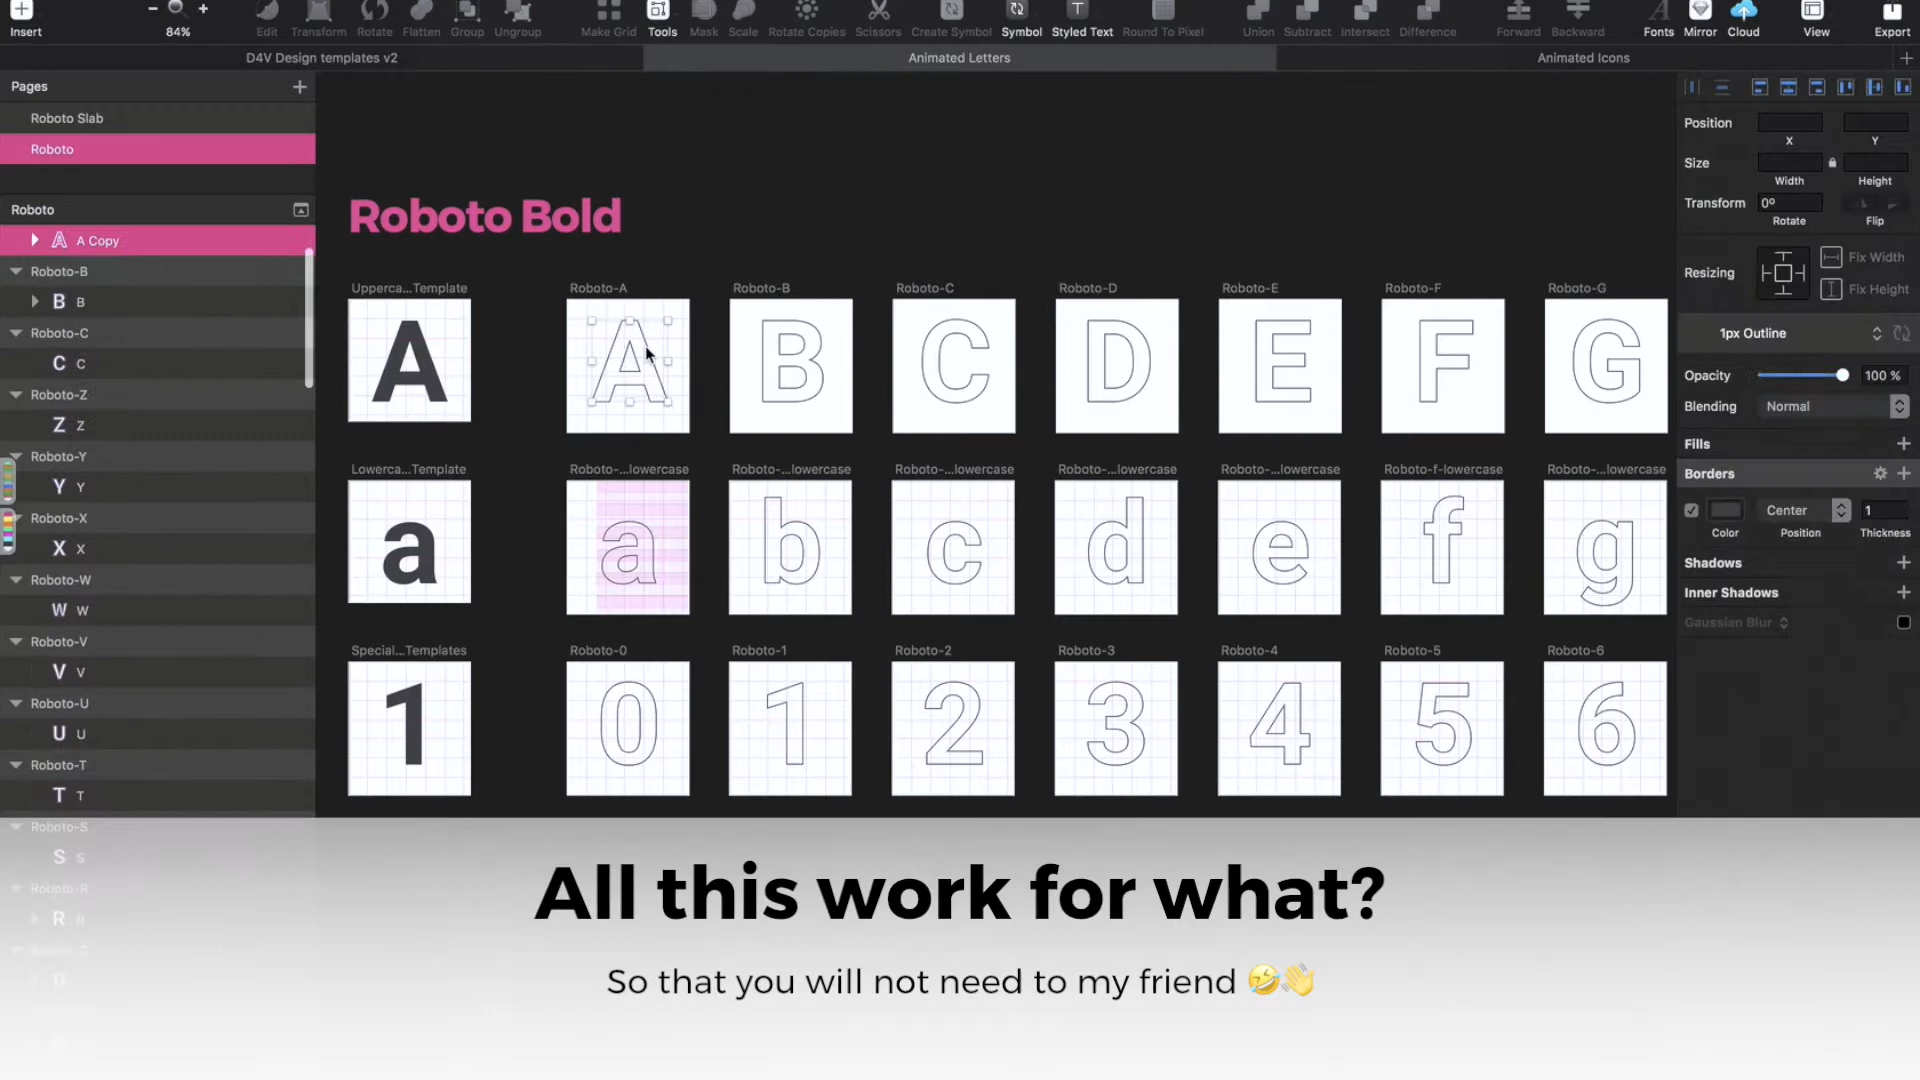 Insert
84%
Edit Transform Rotate Flatten Group Ungroup Make Grid Tools Mask Scale Rotate Copies Scissors Create Symbol Symbol Styled Text Round To Pixel Union Subtract Intersect Difference Forward Backward Fonts Mirror Cloud View Export
D4V Design templates v2 Animated Letters Animated Icons
Pages
Roboto Slab
Roboto
Roboto
A Copy
Roboto-B
B B
Roboto-C
C C
Roboto-Z
Z Z
Roboto-Y
Y Y
Roboto-X
X X
Roboto-W
W W
Roboto-V
V V
Roboto-U
U U
Roboto-T
T T
Roboto-S
S S
Roboto-R
R R
Roboto Bold
Upperca...Template Roboto-A Roboto-B Roboto-C Roboto-D Roboto-E Roboto-F Roboto-G
A A B C D E F G
Lowerca...Template Roboto-...lowercase Roboto-...lowercase Roboto-...lowercase Roboto-...lowercase Roboto-...lowercase Roboto-f-lowercase Roboto-...lowercase
a a b c d e f g
Special...Templates Roboto-0 Roboto-1 Roboto-2 Roboto-3 Roboto-4 Roboto-5 Roboto-6
1 0 1 2 3 4 5 6
Position
X Y
Size
Width Height
Transform 0º
Rotate Flip
Resizing Fix Width
Fix Height
1px Outline
Opacity 100 %
Blending Normal
Fills
Borders
Center 1
Color Position Thickness
Shadows
Inner Shadows
Gaussian Blur
All this work for what?
So that you will not need to my friend 🤣👋